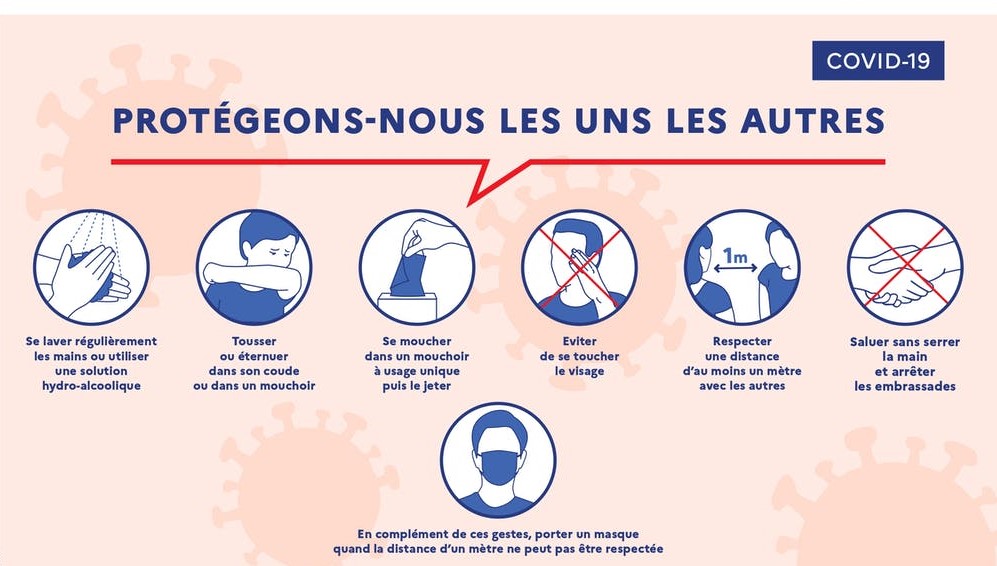 COVID-19
PROTÉGEONS-NOUS LES UNS LES AUTRES
Se laver régulièrement
les mains ou utiliser
une solution
hydro-alcoolique
Tousser
ou éternuer
dans son coude
ou dans un mouchoir
Se moucher
dans un mouchoir
à usage unique
puis le jeter
Eviter
de se toucher
le visage
1m
Respecter
une distance
d'au moins un mètre
avec les autres
Saluer sans serrer
la main
et arrêter
les embrassades
En complément de ces gestes, porter un masque
quand la distance d'un mètre ne peut pas être respectée